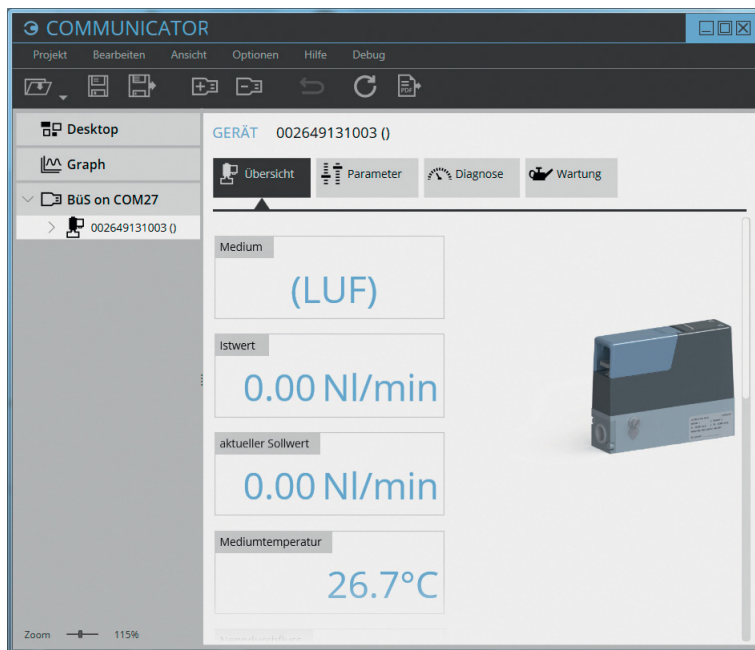 COMMUNICATOR
Projekt Bearbeiten Ansicht Optionen Hilfe Debug
PDF
Desktop
Graph
BüS on COM27
002649131003 ()
GERÄT 002649131003 ()
Übersicht Parameter Diagnose Wartung
Medium
(LUF)
Istwert
0.00 Nl/min
aktueller Sollwert
0.00 Nl/min
Mediumtemperatur
26.7°C
Zoom 115%